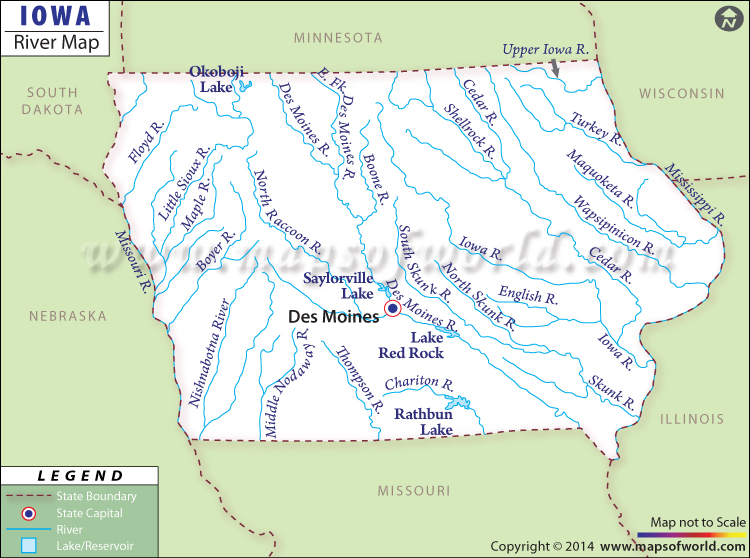 IOWA
River Map
N
MINNESOTA
Upper Iowa R.
SOUTH
DAKOTA
WISCONSIN
Okoboji
Lake
E. Fk. Des Moines R.
Des Moines R.
Cedar R.
Shellrock R.
Turkey R.
Floyd R.
Little Sioux R.
Maple R.
Boone R.
Maquoketa R.
Mississippi R.
Wapsipinicon R.
North Raccoon R.
Missouri R.
Boyer R.
www.mapsofworld.com
South Skunk R.
Iowa R.
Cedar R.
North Skunk R.
English R.
Saylorville
Lake
Des Moines R.
Des Moines
NEBRASKA
Nishnabotna River
Lake
Red Rock
Iowa R.
Middle Nodaway R.
Thompson R.
Chariton R.
Skunk R.
Rathbun
Lake
ILLINOIS
MISSOURI
LEGEND
State Boundary
State Capital
River
Lake/Reservoir
Map not to Scale
Copyright © 2014 www.mapsofworld.com